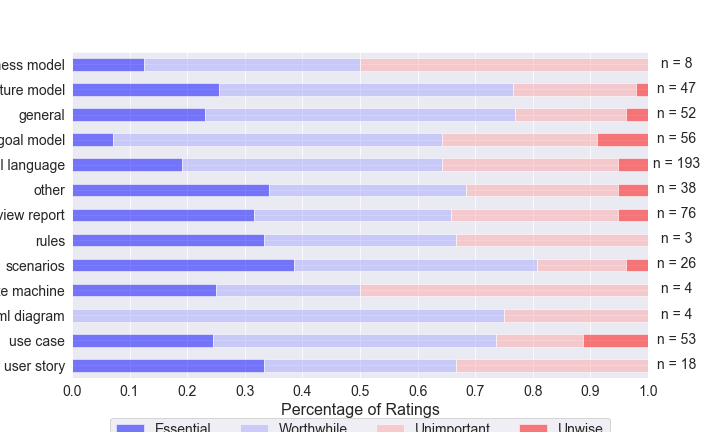 ness model n = 8
ture model n = 47
general n = 52
goal model n = 56
l language n = 193
other n = 38
view report n = 76
rules n = 3
scenarios n = 26
te machine n = 4
ml diagram n = 4
use case n = 53
user story n = 18
0.0 0.1 0.2 0.3 0.4 0.5 0.6 0.7 0.8 0.9 1.0
Percentage of Ratings
Essential Worthwhile Unimportant Unwise